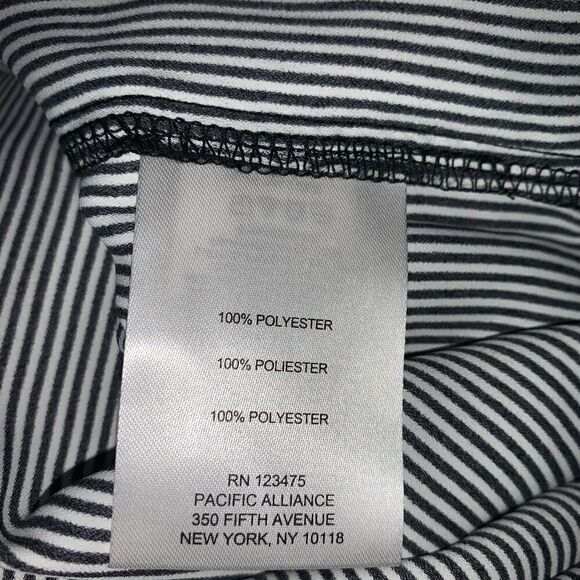 100% POLYESTER
100% POLIESTER
100% POLYESTER
RN 123475
PACIFIC ALLIANCE
350 FIFTH AVENUE
NEW YORK, NY 10118